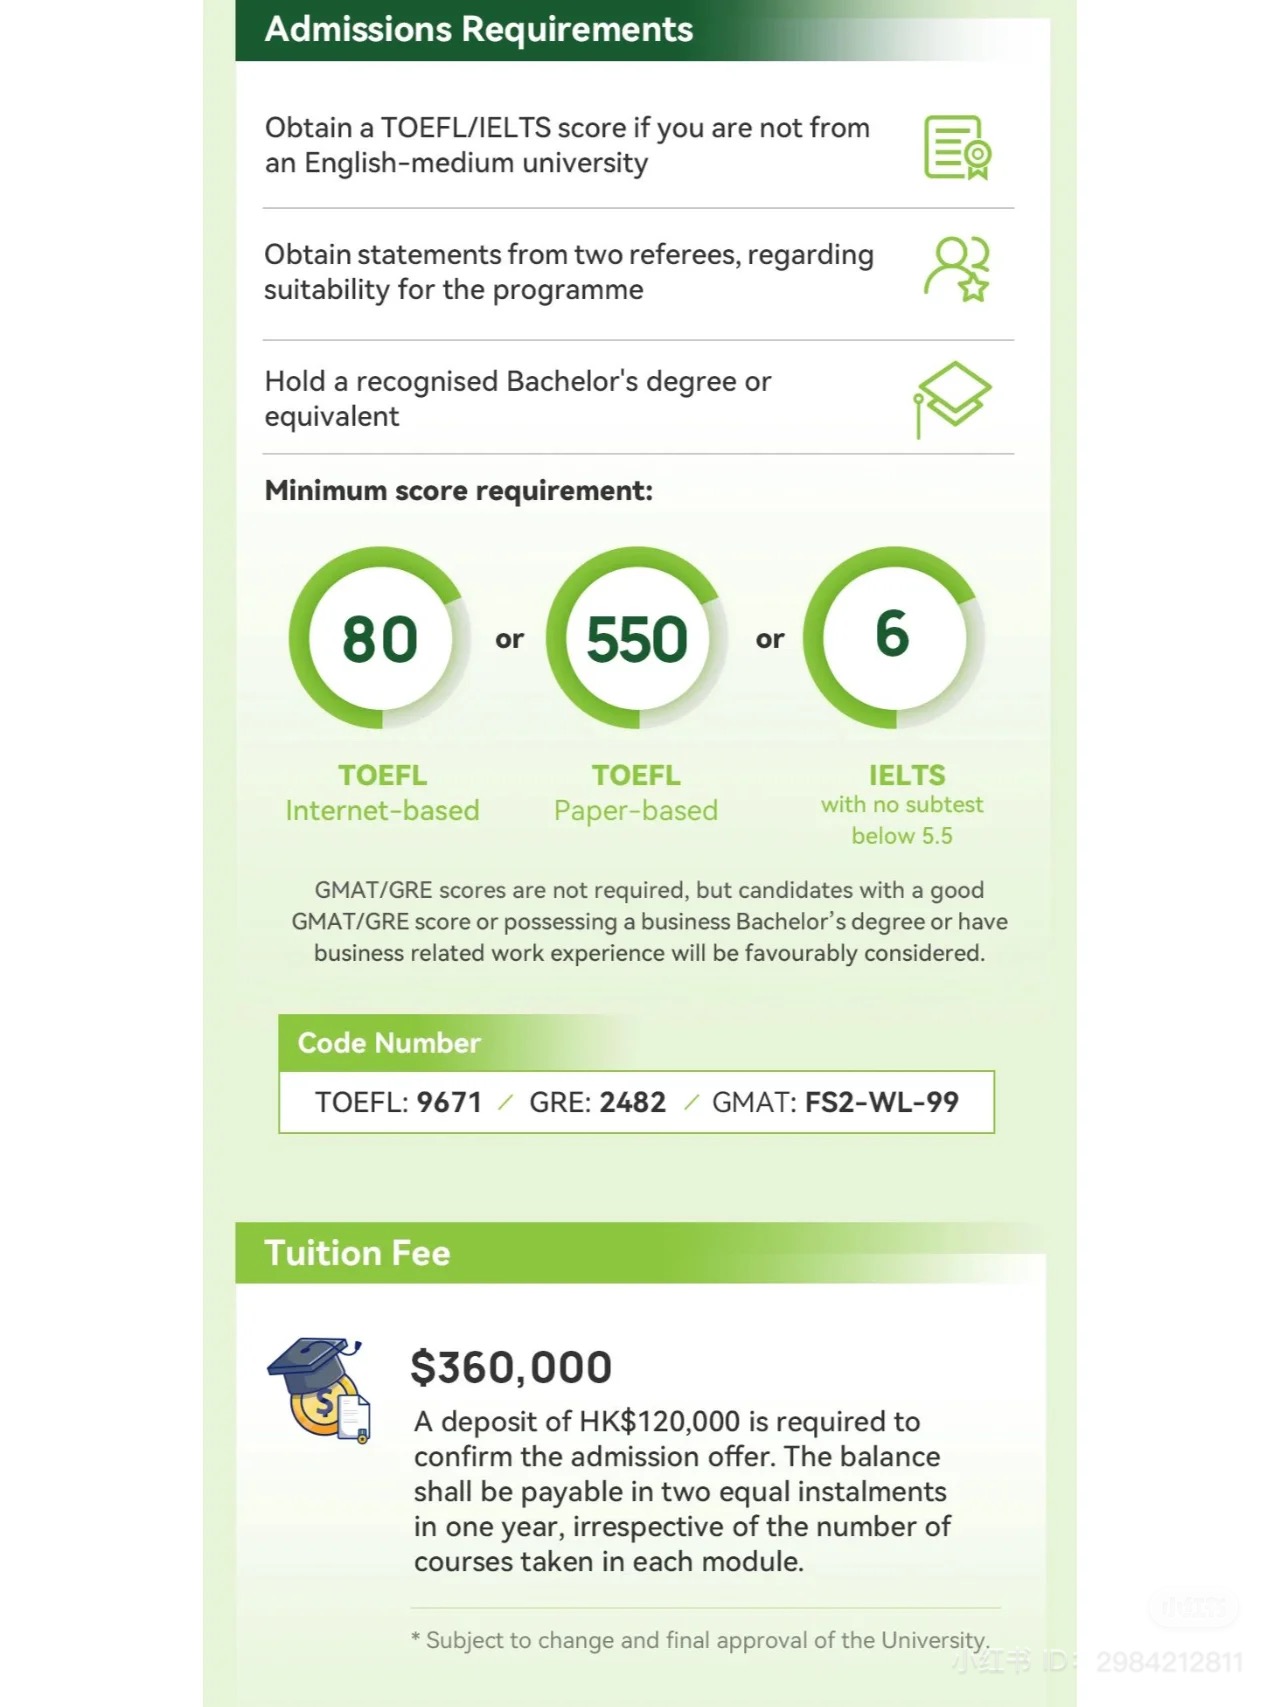 Admissions Requirements
Obtain a TOEFL/IELTS score if you are not from
an English-medium university
Obtain statements from two referees, regarding
suitability for the programme
Hold a recognised Bachelor's degree or
equivalent
Minimum score requirement:
80 or 550 or 6
TOEFL TOEFL IELTS
Internet-based Paper-based with no subtest
below 5.5
GMAT/GRE scores are not required, but candidates with a good
GMAT/GRE score or possessing a business Bachelor’s degree or have
business related work experience will be favourably considered.
Code Number
TOEFL: 9671 / GRE: 2482 / GMAT: FS2-WL-99
Tuition Fee
$360,000
A deposit of HK$120,000 is required to
confirm the admission offer. The balance
shall be payable in two equal instalments
in one year, irrespective of the number of
courses taken in each module.
* Subject to change and final approval of the University.
小红书 ID: 2984212811